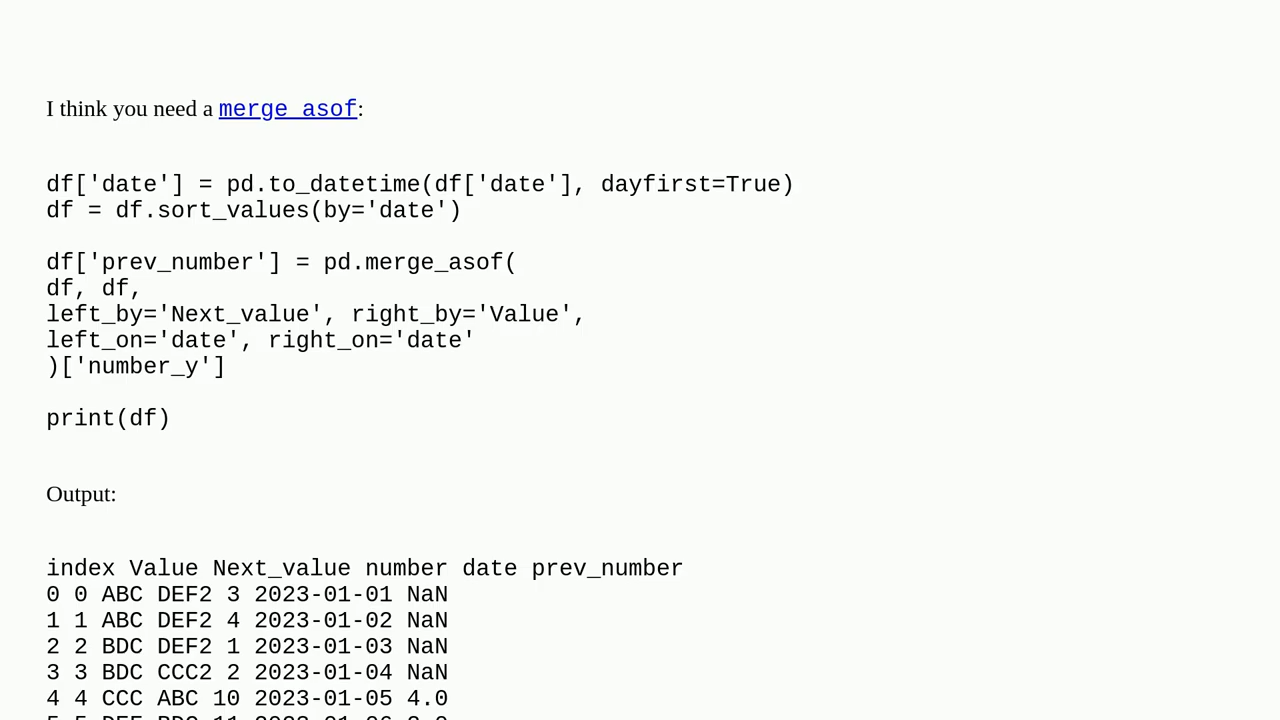 I think you need a merge_asof:
df['date'] = pd.to_datetime(df['date'], dayfirst=True)
df = df.sort_values(by='date')
df['prev_number'] = pd.merge_asof(
df, df,
left_by='Next_value', right_by='Value',
left_on='date', right_on='date'
)['number_y']
print(df)
Output:
index Value Next_value number date prev_number
0 0 ABC DEF2 3 2023-01-01 NaN
1 1 ABC DEF2 4 2023-01-02 NaN
2 2 BDC DEF2 1 2023-01-03 NaN
3 3 BDC CCC2 2 2023-01-04 NaN
4 4 CCC ABC 10 2023-01-05 4.0